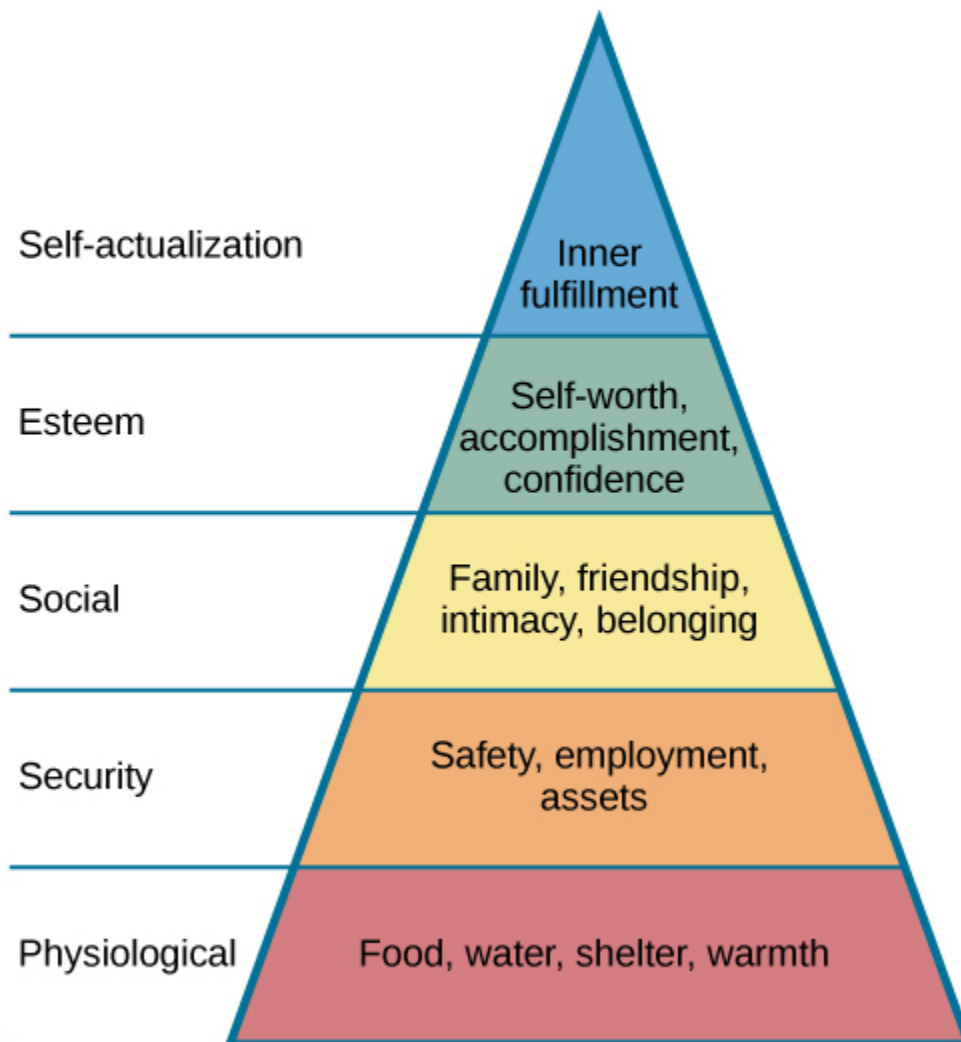 Self-actualization
Inner
fulfillment
Esteem
Self-worth,
accomplishment,
confidence
Social
Family, friendship,
intimacy, belonging
Security
Safety, employment,
assets
Physiological
Food, water, shelter, warmth